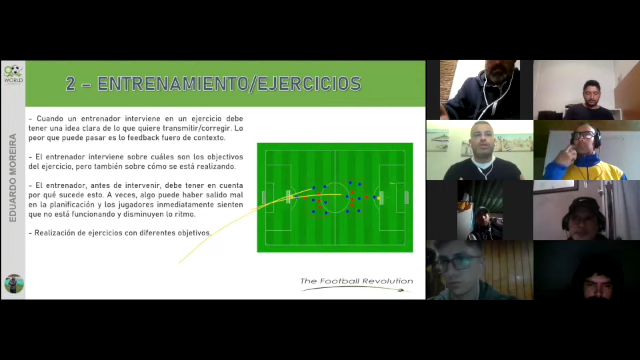 WORLD
2 – ENTRENAMIENTO/EJERCICIOS
EDUARDO MOREIRA
- Cuando un entrenador interviene en un ejercicio debe
tener una idea clara de lo que quiere transmitir/corregir. Lo
peor que puede pasar es lo feedback fuero de contexto.
- El entrenador interviene sobre cuáles son los objetivos
del ejercicio, pero también sobre cómo se está realizando.
- El entrenador, antes de intervenir, debe tener en cuenta
por qué sucede esto. A veces, algo puede haber salido mal
en la planificación y los jugadores inmediatamente sienten
que no está funcionando y disminuyen lo ritmo.
- Realización de ejercicios con diferentes objetivos.
The Football Revolution